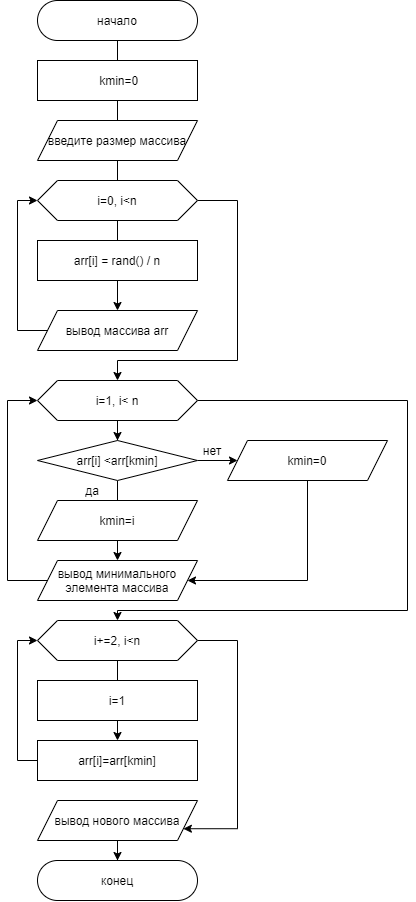 начало
kmin=0
введите размер массива
i=0, i<n
arr[i] = rand() / n
вывод массива arr
i=1, i< n
arr[i] <arr[kmin]
нет
kmin=0
да
kmin=i
вывод минимального
элемента массива
i+=2, i<n
i=1
arr[i]=arr[kmin]
вывод нового массива
конец